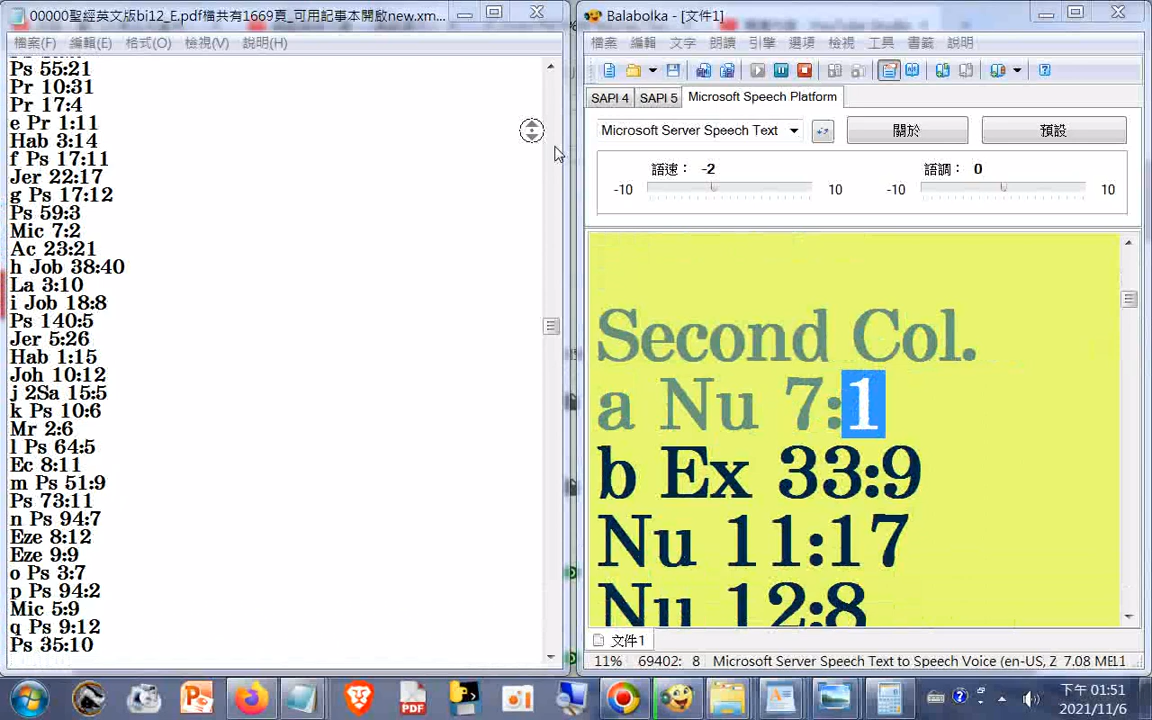 00000聖經英文版bi12_E.pdf檔共有1669頁_可用記事本開啟new.xm...
檔案(F) 編輯(E) 格式(O) 檢視(V) 說明(H)
Ps 55:21
Pr 10:31
Pr 17:4
e Pr 1:11
Hab 3:14
f Ps 17:11
Jer 22:17
g Ps 17:12
Ps 59:3
Mic 7:2
Ac 23:21
h Job 38:40
La 3:10
i Job 18:8
Ps 140:5
Jer 5:26
Hab 1:15
Joh 10:12
j 2Sa 15:5
k Ps 10:6
Mr 2:6
l Ps 64:5
Ec 8:11
m Ps 51:9
Ps 73:11
n Ps 94:7
Eze 8:12
Eze 9:9
o Ps 3:7
p Ps 94:2
Mic 5:9
q Ps 9:12
Ps 35:10
Balabolka - [文件1]
檔案 編輯 文字 朗讀 引擎 選項 檢視 工具 書籤 說明
SAPI 4 SAPI 5 Microsoft Speech Platform
Microsoft Server Speech Text 關於 預設
語速： -2 語調： 0
-10 10 -10 10
Second Col.
a Nu 7:1
b Ex 33:9
Nu 11:17
Nu 12:8
文件1
11% 69402: 8 Microsoft Server Speech Text to Speech Voice (en-US, Z 7.08 ME
PDF
下午 01:51
2021/11/6